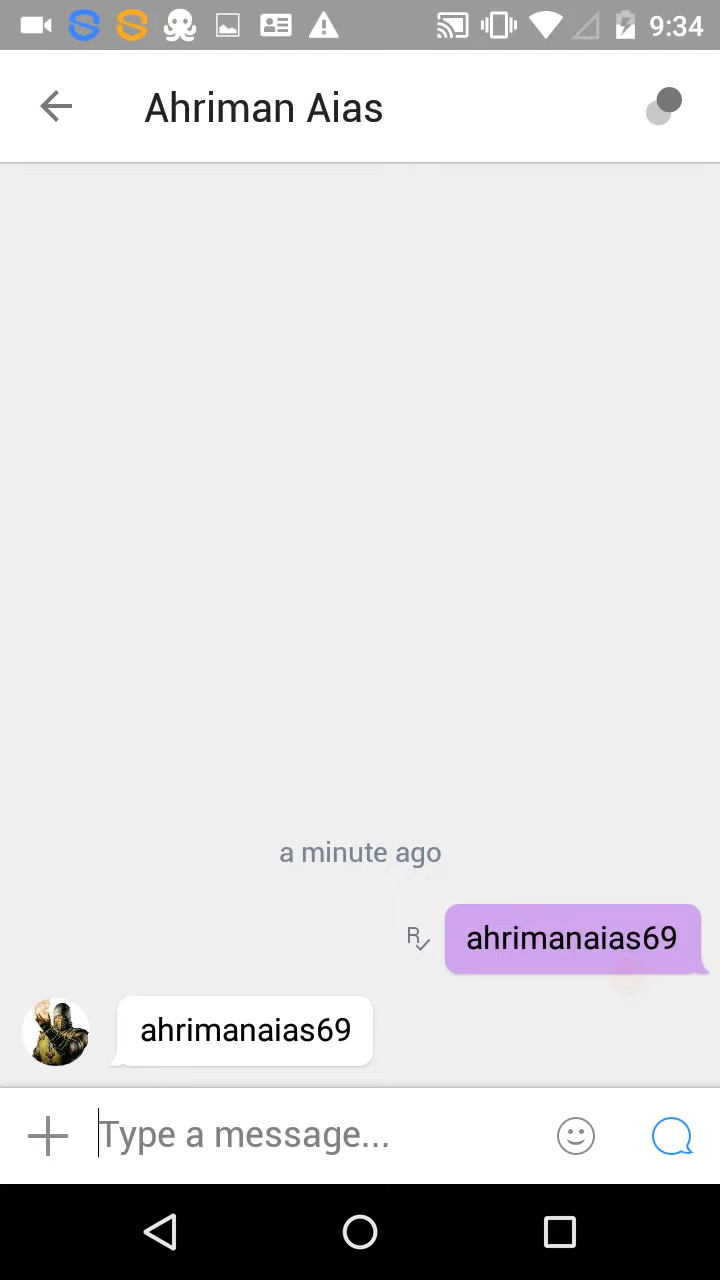 9:34
Ahriman Aias
a minute ago
R
ahrimanaias69
ahrimanaias69
Type a message...